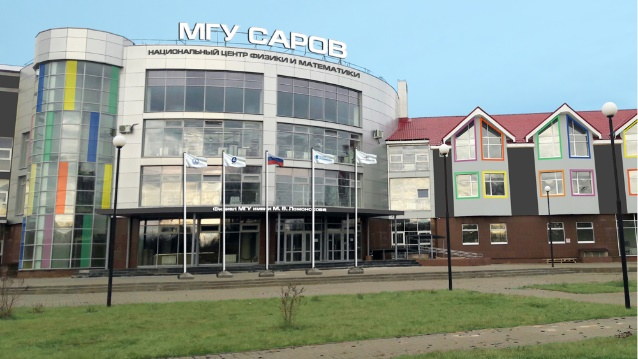 МГУ САРОВ
НАЦИОНАЛЬНЫЙ ЦЕНТР ФИЗИКИ И МАТЕМАТИКИ
Филиал МГУ имени М. В. Ломоносова